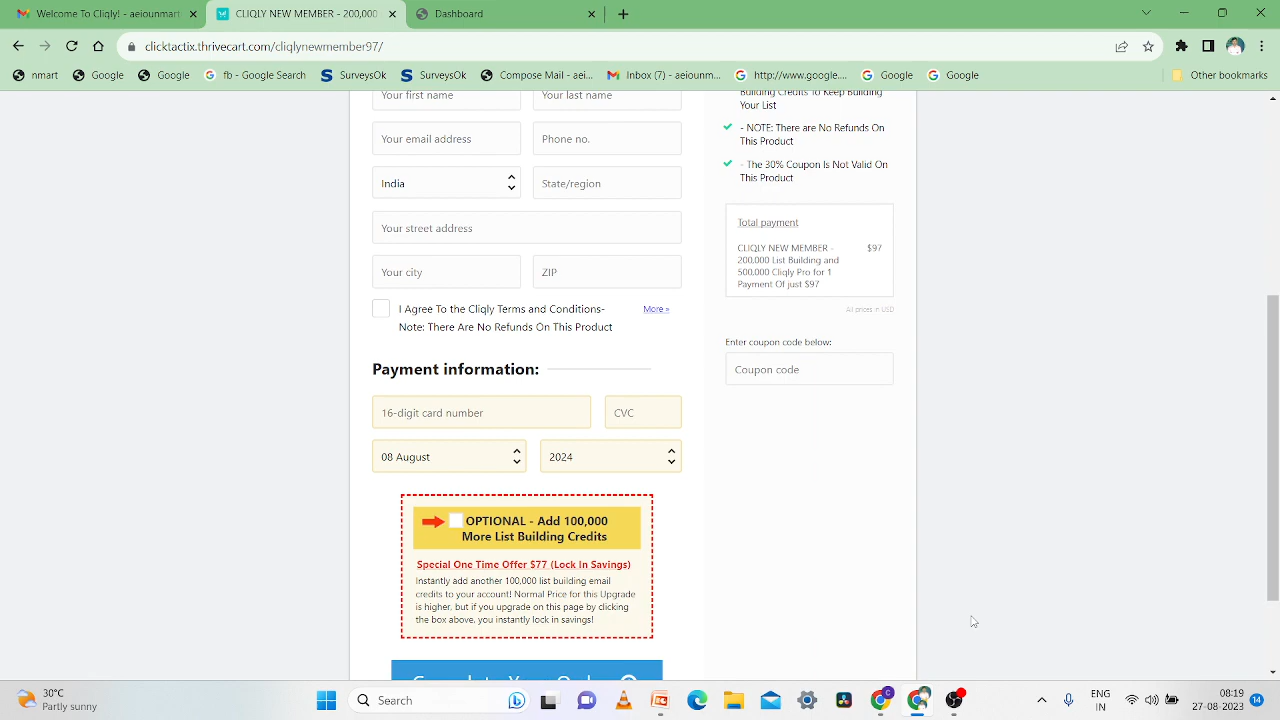 Welcome To Cliqly! - aeiounmart
CLIQLY NEW MEMBER - 200,000
Dashboard
clicktactix.thrivecart.com/cliqlynewmember97/
nmart
Google
Google
fb - Google Search
SurveysOk
SurveysOk
Compose Mail - aei...
Inbox (7) - aeiounm...
http://www.google....
Google
Google
Other bookmarks
Your first name
Your last name
Your email address
Phone no.
India
State/region
Your street address
Your city
ZIP
I Agree To the Cliqly Terms and Conditions-
More »
Note: There Are No Refunds On This Product
Payment information:
16-digit card number
CVC
08 August
2024
OPTIONAL - Add 100,000
More List Building Credits
Special One Time Offer $77 (Lock In Savings)
Instantly add another 100,000 list building email
credits to your account! Normal Price for this Upgrade
is higher, but if you upgrade on this page by clicking
the box above, you instantly lock in savings!
Building Credits To Keep Building
Your List
- NOTE: There are No Refunds On
This Product
- The 30% Coupon Is Not Valid On
This Product
Total payment
CLIQLY NEW MEMBER - $97
200,000 List Building and
500,000 Cliqly Pro for 1
Payment Of just $97
All prices in USD
Enter coupon code below:
Coupon code
30°C
Partly sunny
Search
ENG
IN
08:19
27-08-2023
14